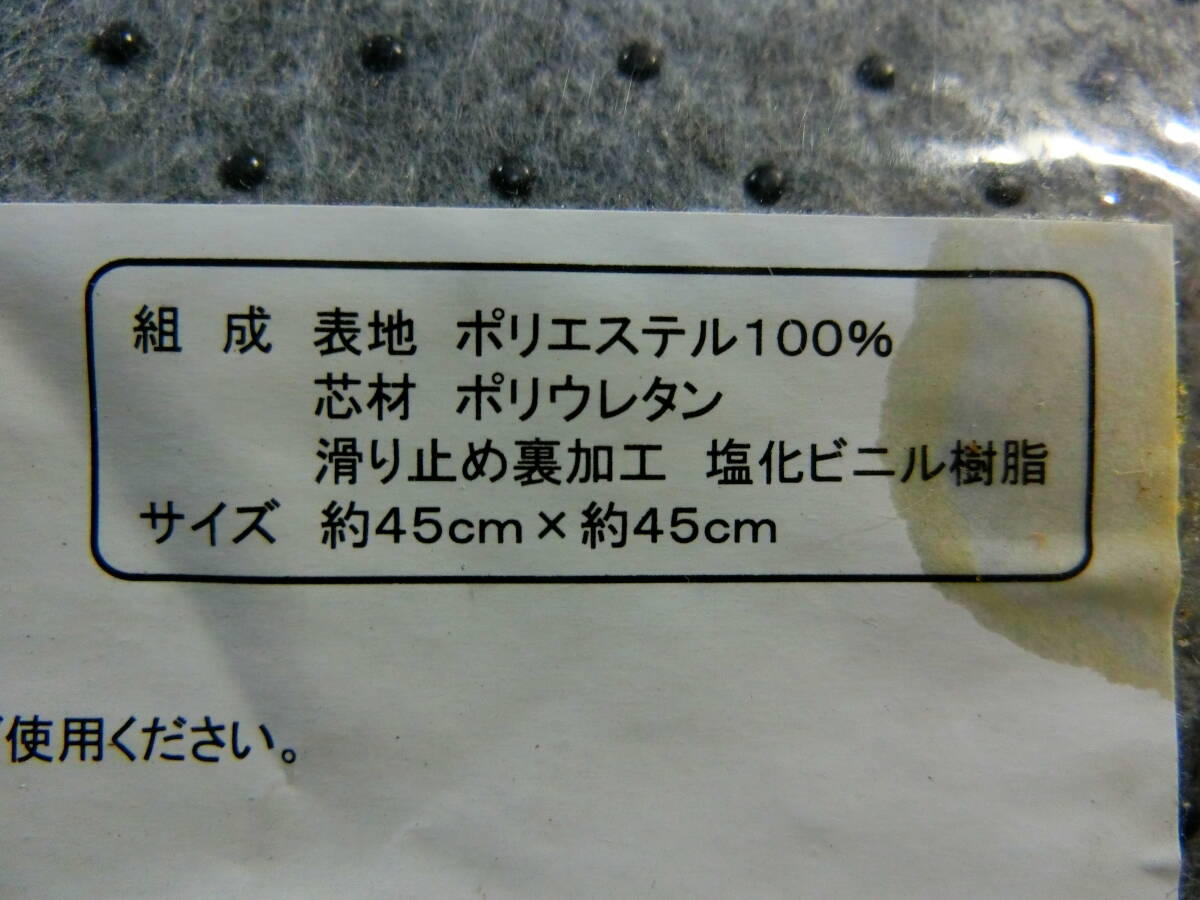 組 成 表地 ポリエステル100%
芯材 ポリウレタン
滑り止め裏加工 塩化ビニル樹脂
サイズ 約45cm×約45cm
使用ください。